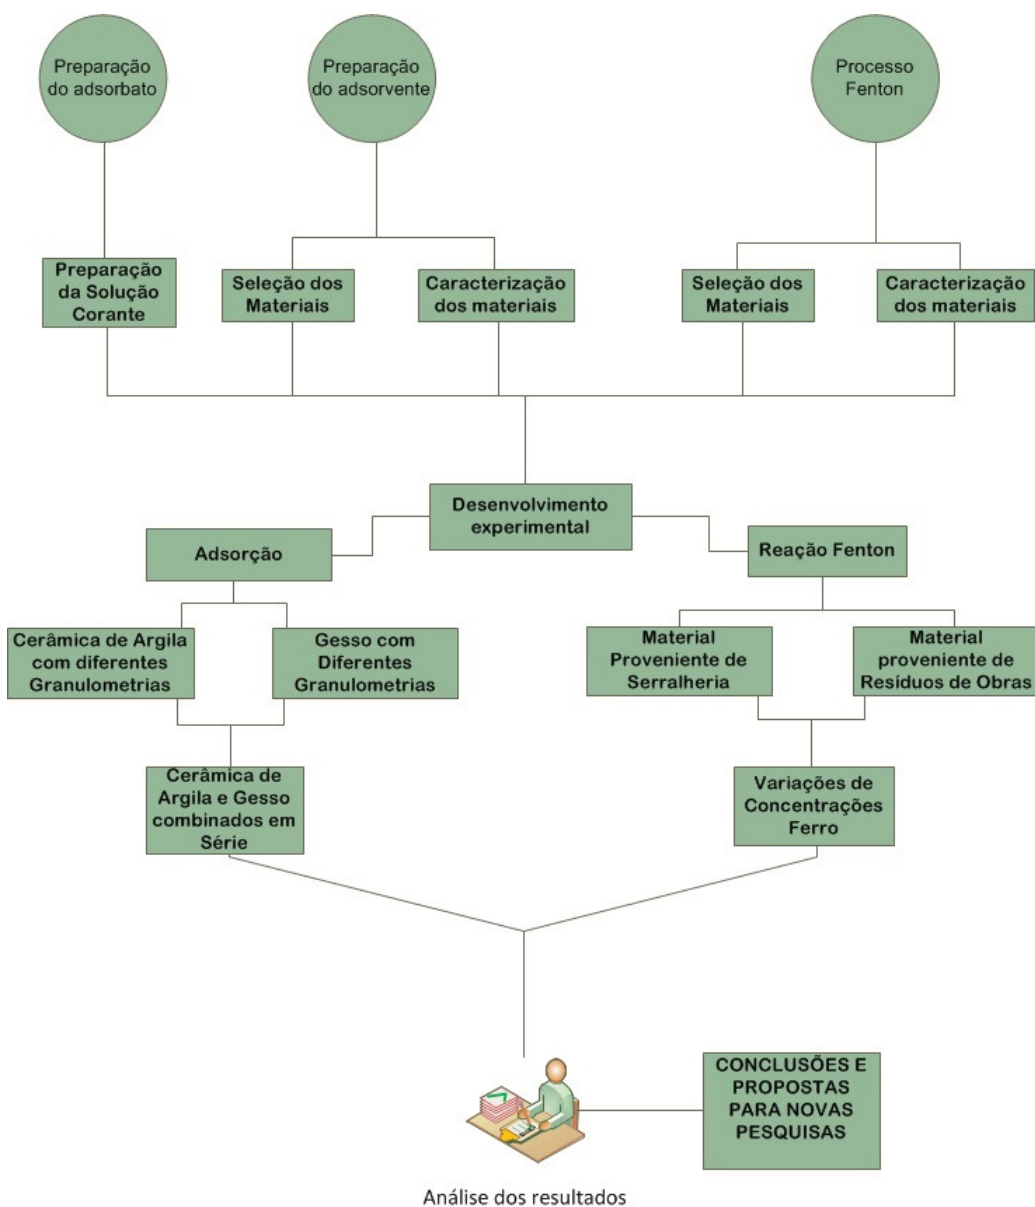 Preparação
do adsorbato
Preparação
do adsorvente
Processo
Fenton
Preparação
da Solução
Corante
Seleção dos
Materiais
Caracterização
dos materiais
Seleção dos
Materiais
Caracterização
dos materiais
Desenvolvimento
experimental
Adsorção
Reação Fenton
Cerâmica de Argila
com diferentes
Granulometrias
Gesso com
Diferentes
Granulometrias
Material
Proveniente de
Serralheria
Material
proveniente de
Resíduos de Obras
Cerâmica de
Argila e Gesso
combinados em
Série
Variações de
Concentrações
Ferro
CONCLUSÕES E
PROPOSTAS
PARA NOVAS
PESQUISAS
Análise dos resultados